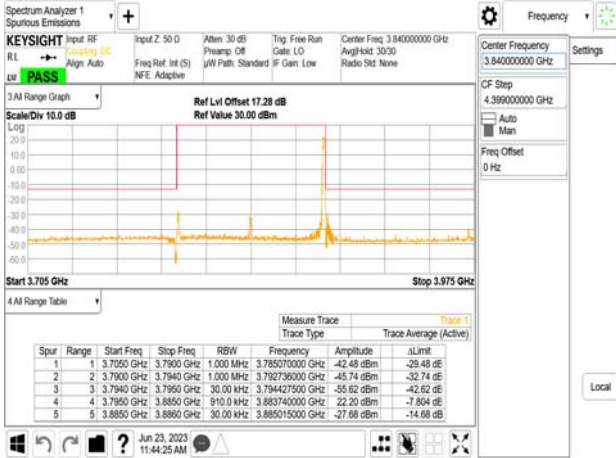 Spectrum Analyzer 1
Spurious Emissions
+
Frequency
KEYSIGHT Input: RF Input Z: 50 Ω Atten: 30 dB Trig: Free Run Center Freq: 3.840000000 GHz
RL Coupling: DC Preamp: Off Gate: LO Avg|Hold: 30/30
Align: Auto Freq Ref: Int (S) µW Path: Standard IF Gain: Low Radio Std: None
NFE: Adaptive
LV PASS
Center Frequency
3.840000000 GHz
Settings
CF Step
4.399000000 GHz
Auto
Man
Freq Offset
0 Hz
Local
3 All Range Graph
Ref Lvl Offset 17.28 dB
Scale/Div 10.0 dB Ref Value 30.00 dBm
Log
20.0
10.0
0.00
-10.0
-20.0
-30.0
-40.0
-50.0
-60.0
Start 3.705 GHz Stop 3.975 GHz
4 All Range Table
Measure Trace Trace 1
Trace Type Trace Average (Active)
Spur Range Start Freq Stop Freq RBW Frequency Amplitude ΔLimit
1 1 3.7050 GHz 3.7900 GHz 1.000 MHz 3.785070000 GHz -42.48 dBm -29.48 dB
2 2 3.7900 GHz 3.7940 GHz 1.000 MHz 3.792736000 GHz -45.74 dBm -32.74 dB
3 3 3.7940 GHz 3.7950 GHz 30.00 kHz 3.794427500 GHz -55.62 dBm -42.62 dB
4 4 3.7950 GHz 3.8850 GHz 910.0 kHz 3.883740000 GHz 22.20 dBm -7.804 dB
5 5 3.8850 GHz 3.8860 GHz 30.00 kHz 3.885015000 GHz -27.68 dBm -14.68 dB
?
Jun 23, 2023
11:44:25 AM